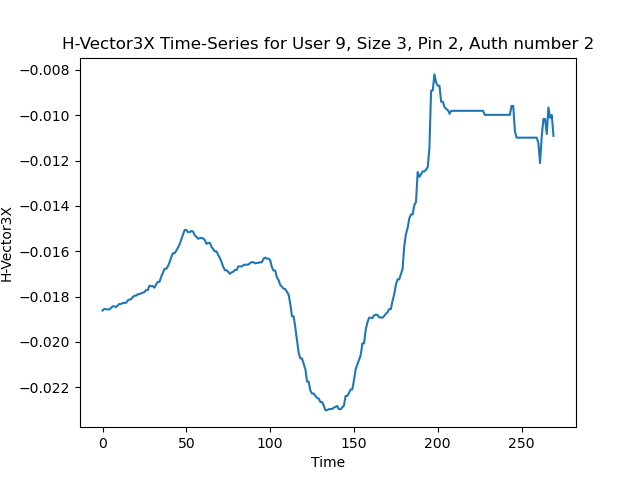 H-Vector3X Time-Series for User 9, Size 3, Pin 2, Auth number 2
−0.008
−0.010
−0.012
−0.014
−0.016
−0.018
−0.020
−0.022
H-Vector3X
0 50 100 150 200 250
Time